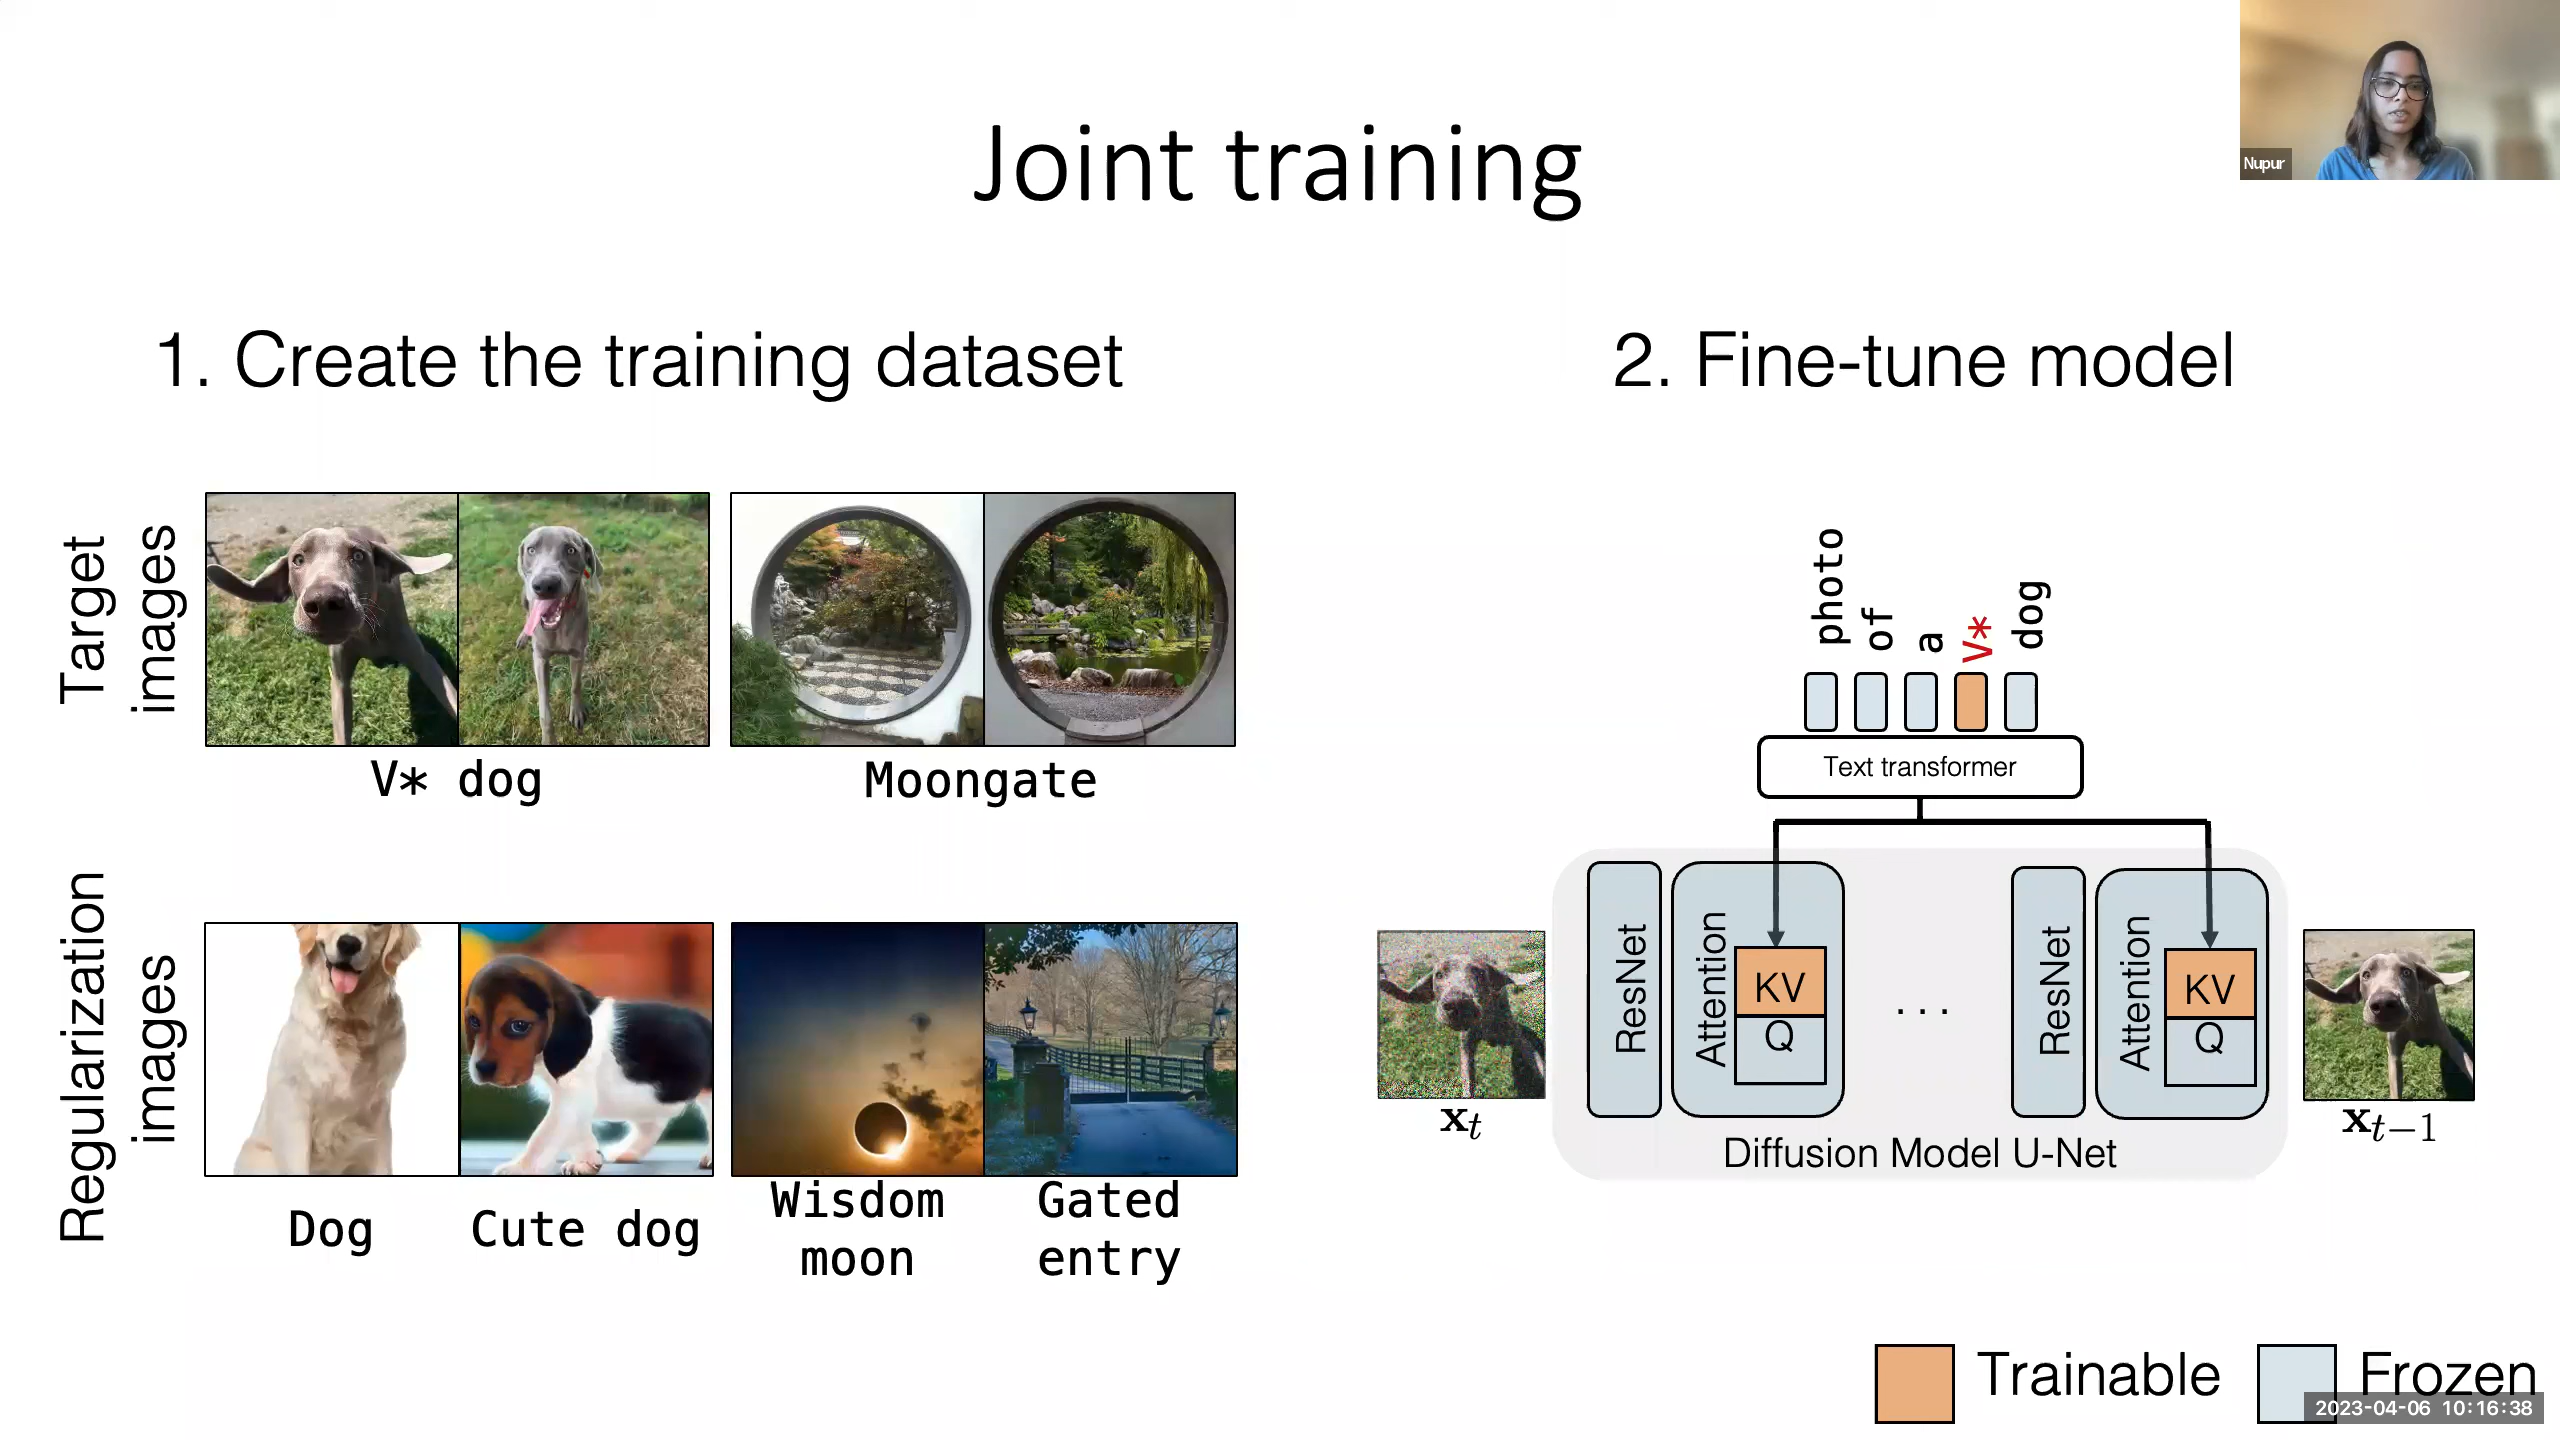 Nupur
Joint training
1. Create the training dataset
Target
images
V* dog
Moongate
Regularization
images
Dog
Cute dog
Wisdom
moon
Gated
entry
2. Fine-tune model
photo
of
a
V*
dog
Text transformer
ResNet
Attention
KV
Q
...
ResNet
Attention
KV
Q
x_t
x_{t-1}
Diffusion Model U-Net
Trainable
Frozen
2023-04-06 10:16:38